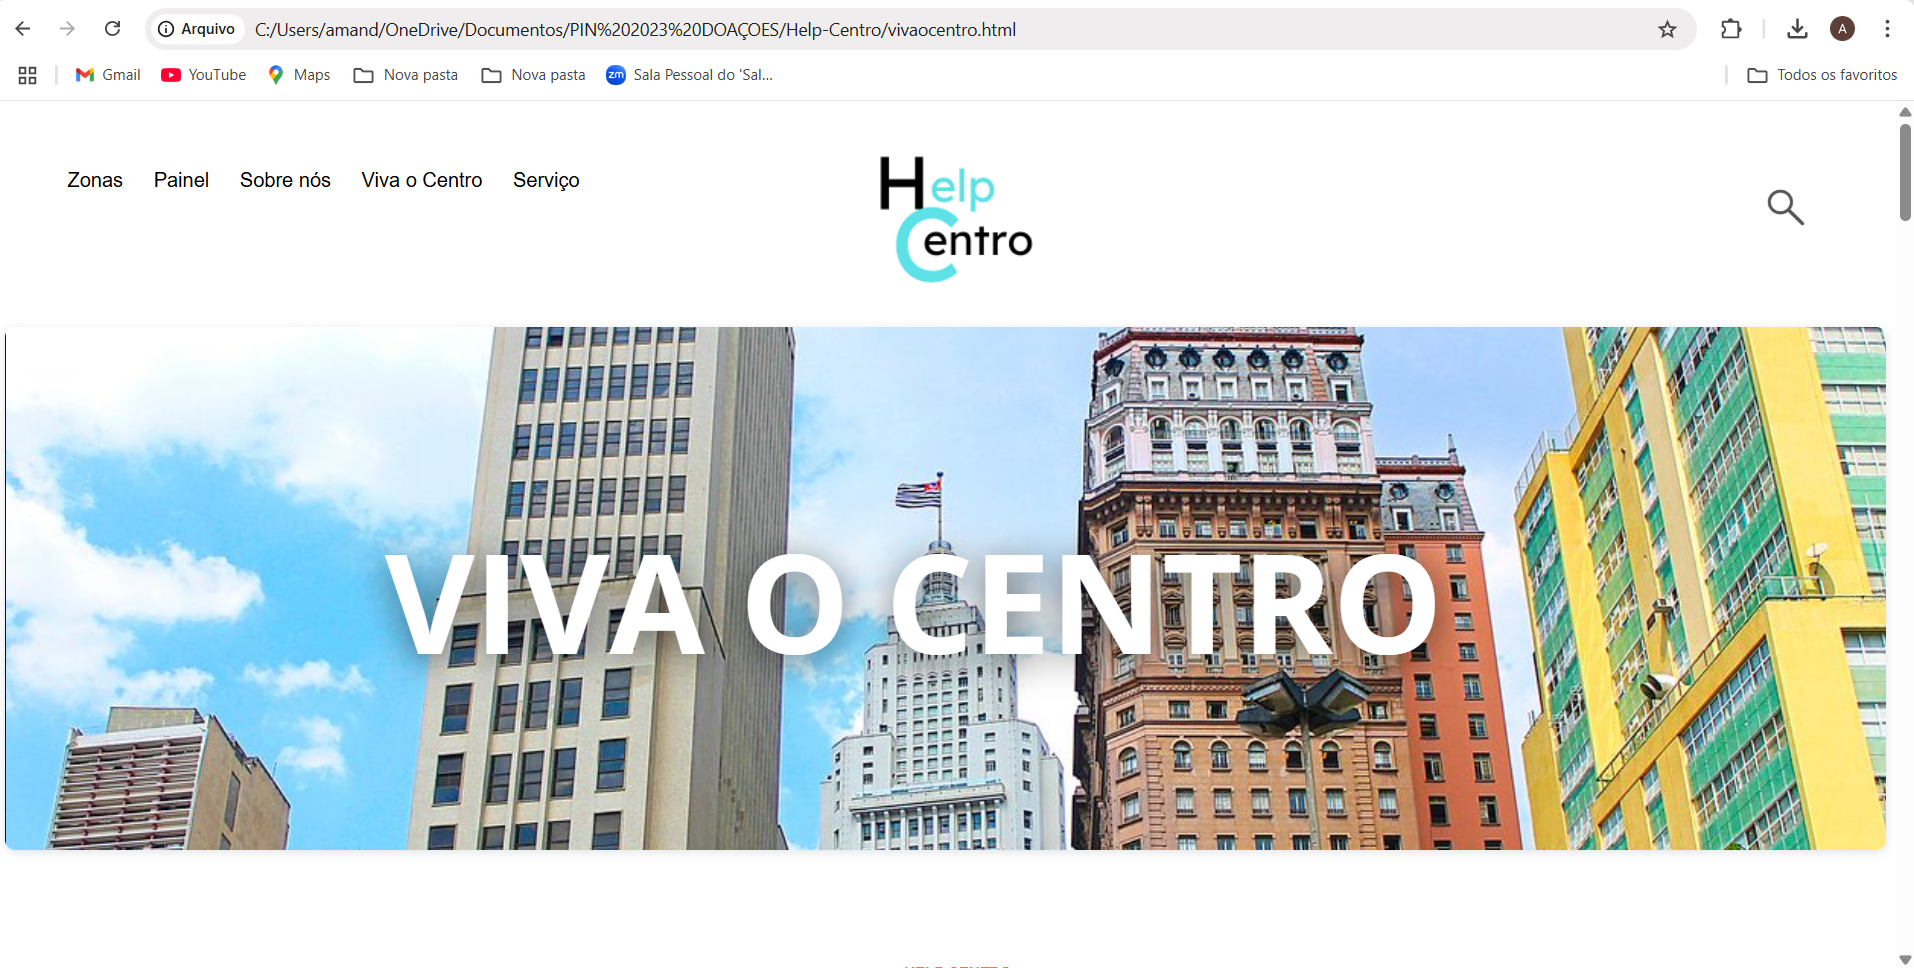 Arquivo
C:/Users/amand/OneDrive/Documentos/PIN%202023%20DOAÇOES/Help-Centro/vivaocentro.html
A
Gmail
YouTube
Maps
Nova pasta
Nova pasta
zm
Sala Pessoal do 'Sal...
Todos os favoritos
Zonas
Painel
Sobre nós
Viva o Centro
Serviço
Help
Centro
VIVA O CENTRO